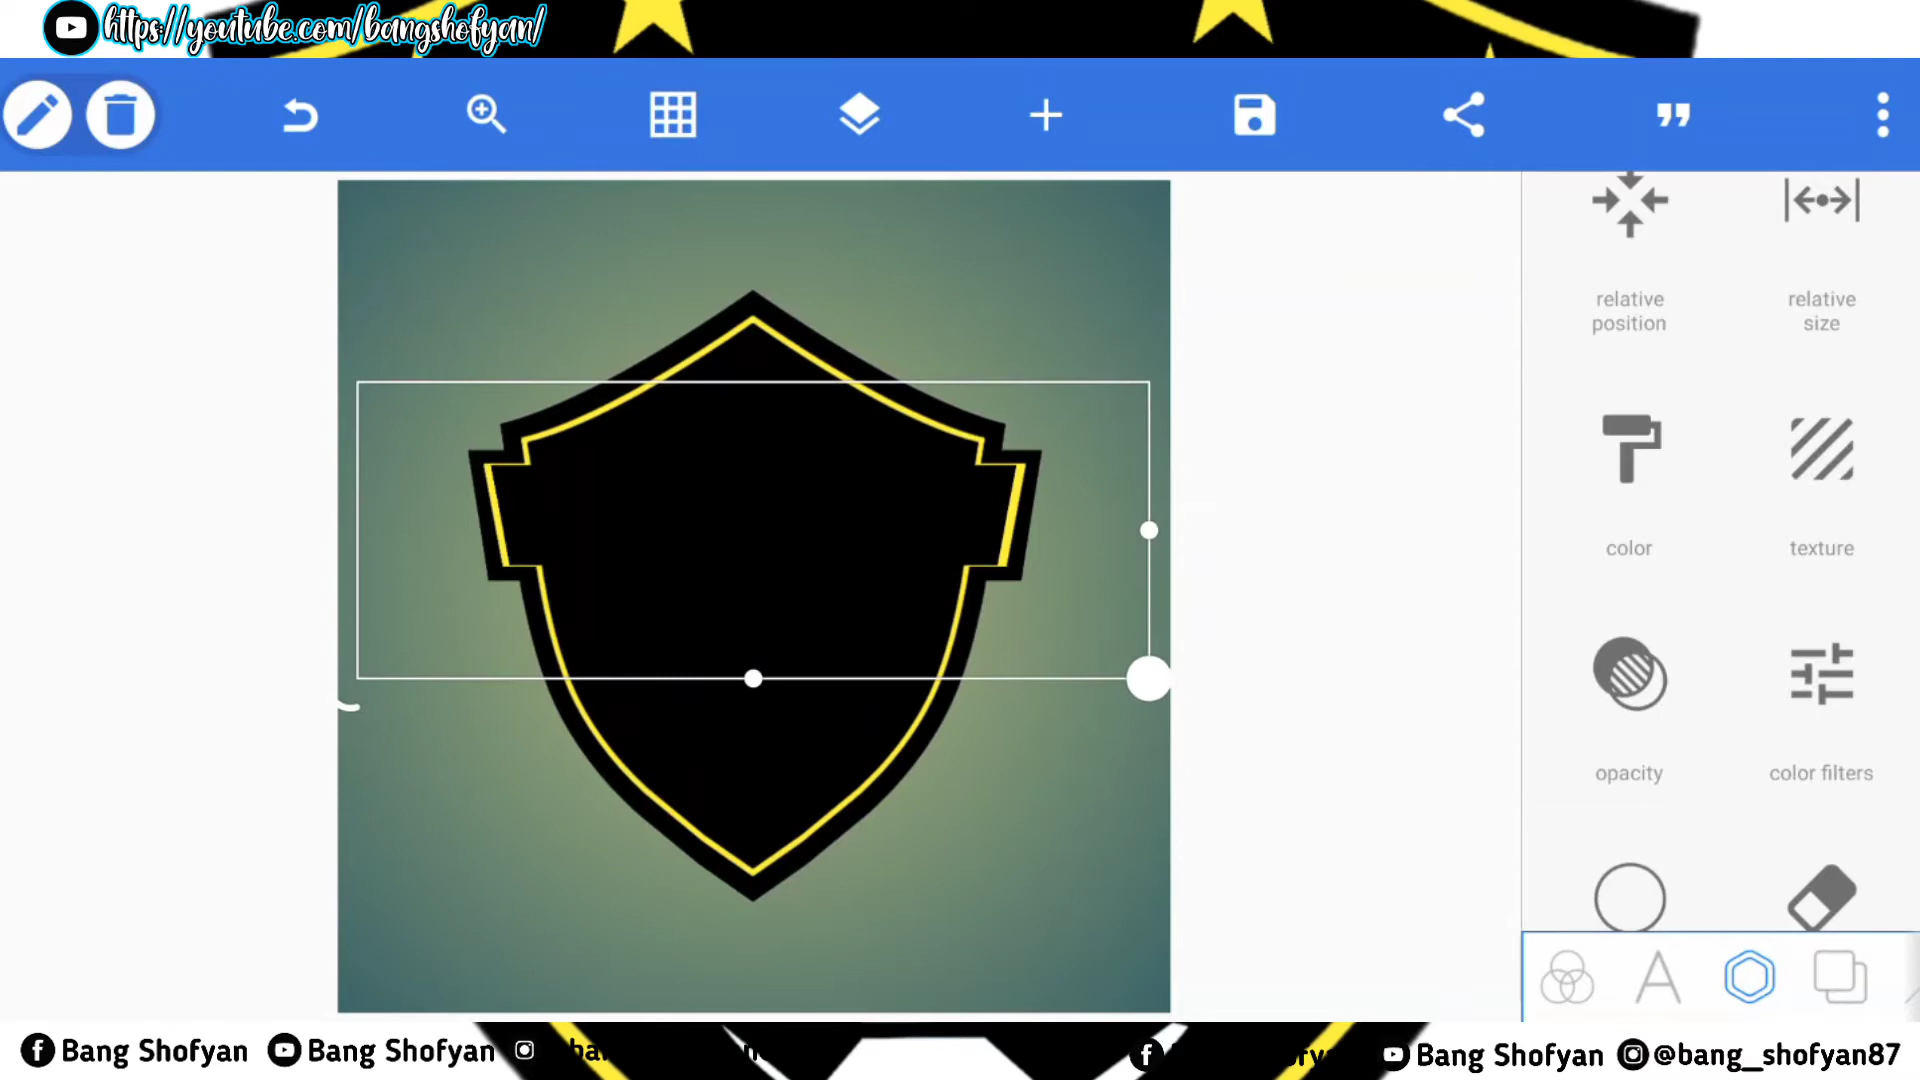 https://youtube.com/bangshofyan/
relative position
relative size
color
texture
opacity
color filters
Bang Shofyan
Bang Shofyan
Bang Shofyan
@bang__shofyan87